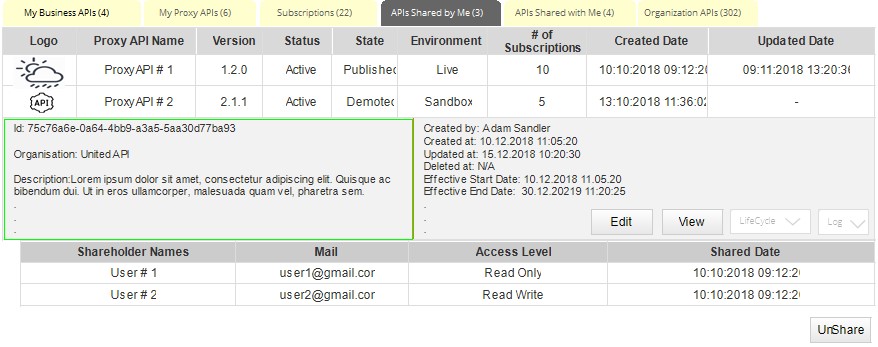 My Business APIs (4) My Proxy APIs (6) Subscriptions (22) APIs Shared by Me (3) APIs Shared with Me (4) Organization APIs (302)
Logo Proxy API Name Version Status State Environment # of Subscriptions Created Date Updated Date
ProxyAPI # 1 1.2.0 Active Publishec Live 10 10:10:2018 09:12:20 09:11:2018 13:20:36
API ProxyAPI # 2 2.1.1 Active Demotec Sandbox 5 13:10:2018 11:36:02 -
Id: 75c76a6e-0a64-4bb9-a3a5-5aa30d77ba93
Organisation: United API
Description:Lorem ipsum dolor sit amet, consectetur adipiscing elit. Quisque ac
bibendum dui. Ut in eros ullamcorper, malesuada quam vel, pharetra sem.
.
.
.
Created by: Adam Sandler
Created at: 10.12.2018 11:05:20
Updated at: 15.12.2018 10:20:30
Deleted at: N/A
Effective Start Date: 10.12.2018 11.05.20
Effective End Date: 30.12.20219 11:20:25
.
.
.
Edit View LifeCycle Log
Shareholder Names Mail Access Level Shared Date
User # 1 user1@gmail.cor Read Only 10:10:2018 09:12:20
User # 2 user2@gmail.cor Read Write 10:10:2018 09:12:20
UnShare